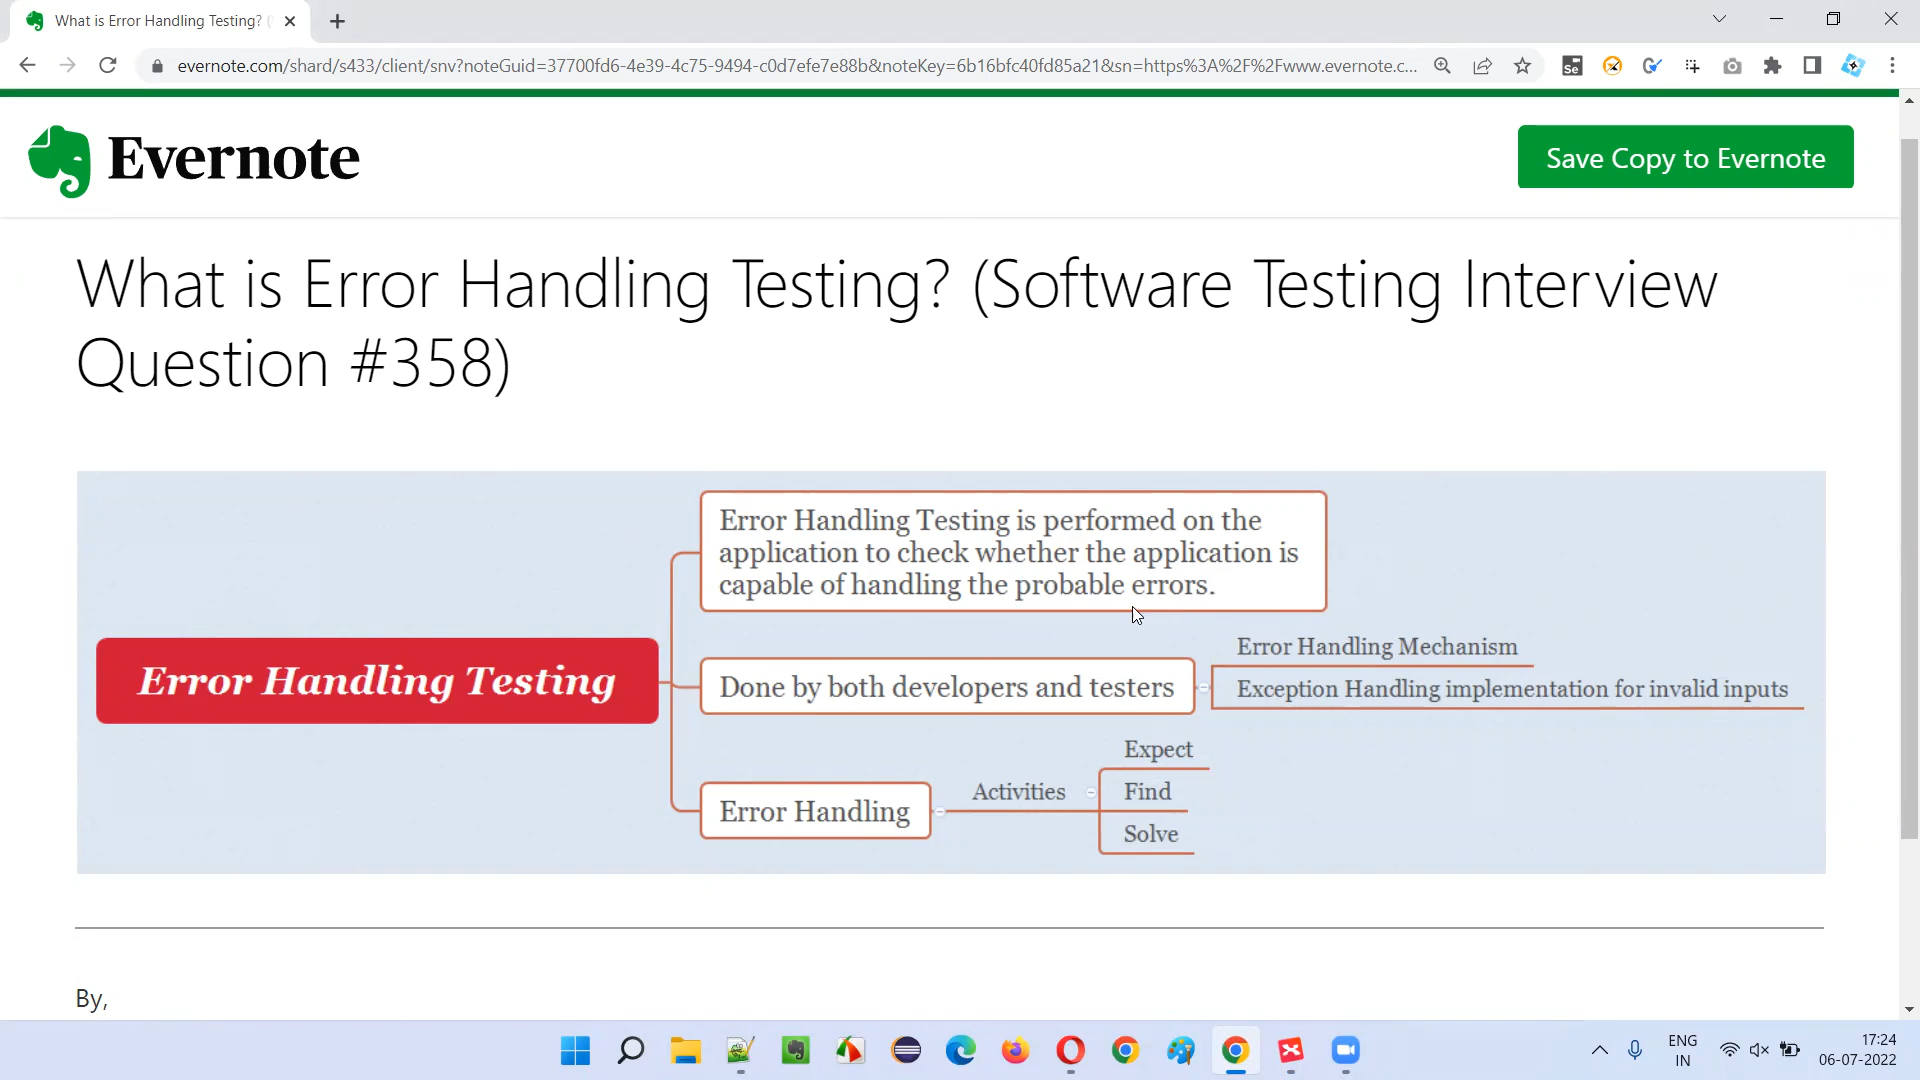 What is Error Handling Testing? (
evernote.com/shard/s433/client/snv?noteGuid=37700fd6-4e39-4c75-9494-c0d7efe7e88b&noteKey=6b16bfc40fd85a21&sn=https%3A%2F%2Fwww.evernote.c...
Se
Evernote
Save Copy to Evernote
What is Error Handling Testing? (Software Testing Interview
Question #358)
Error Handling Testing is performed on the
application to check whether the application is
capable of handling the probable errors.
Error Handling Testing
Done by both developers and testers
Error Handling Mechanism
Exception Handling implementation for invalid inputs
Error Handling
Activities
Expect
Find
Solve
By,
ENG
IN
17:24
06-07-2022